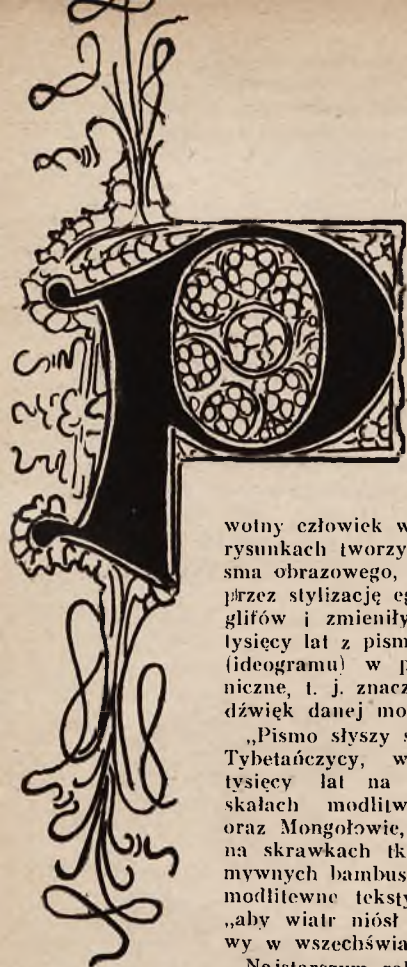 P
wotny człowiek w
rysunkach tworzy
sma obrazowego,
przez stylizację eg
glifów i zmieniły
tysięcy lat z pism
(ideogramu) w p
niczne, t. j. znacz
dźwięk danej mo
„Pismo słyszy s
Tybetańczycy, w
tysięcy lat na
skałach modlitw
oraz Mongołowie,
na skrawkach tk
mywnych bambus
modlitewne teksty
„aby wiatr niósł
wy w wszechświa